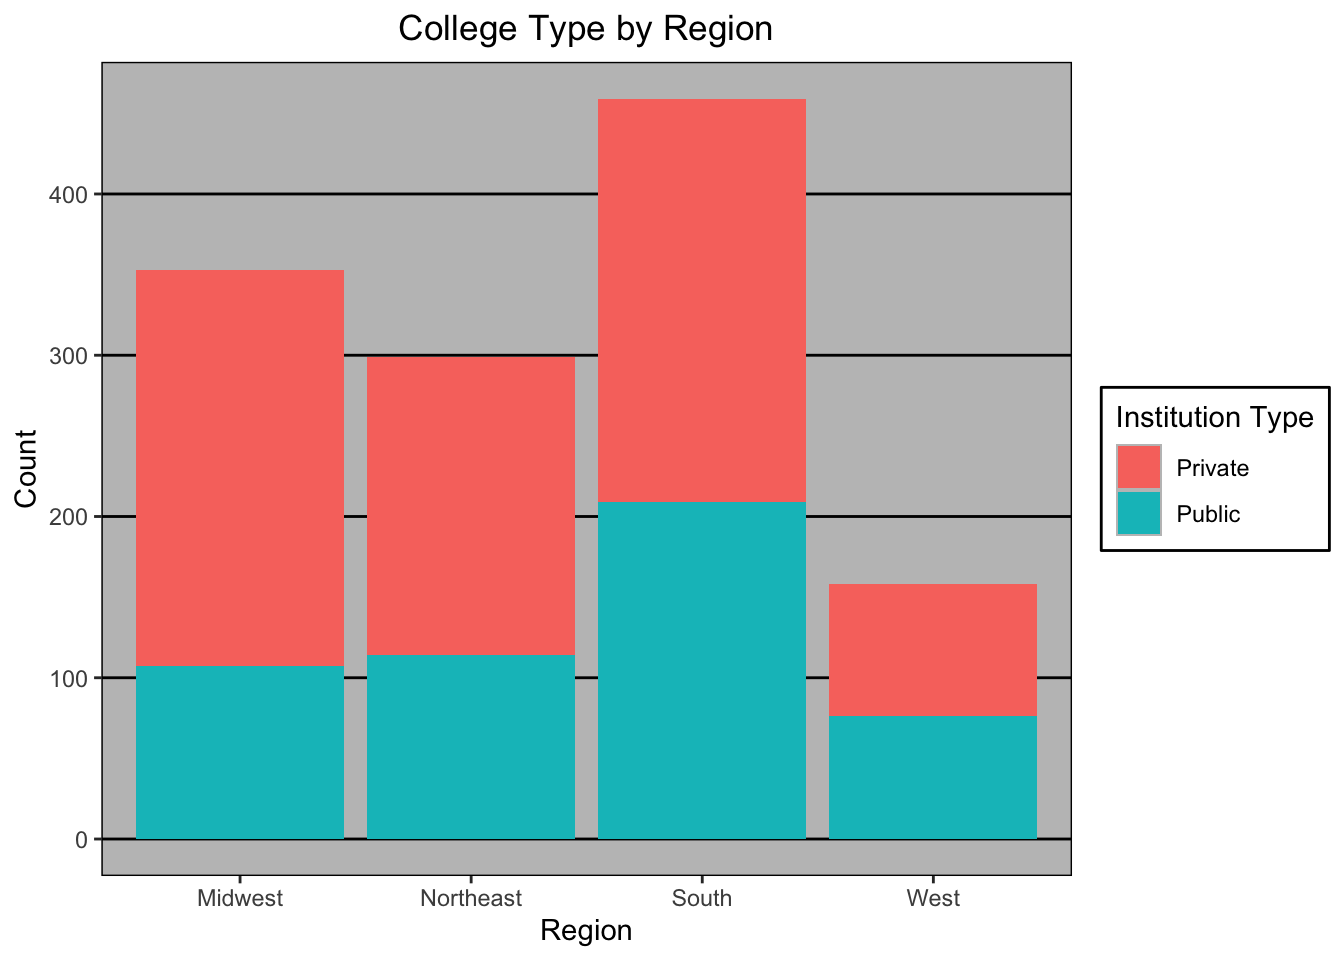 College Type by Region
Count
400
300
200
100
0
Midwest
Northeast
South
West
Region
Institution Type
Private
Public